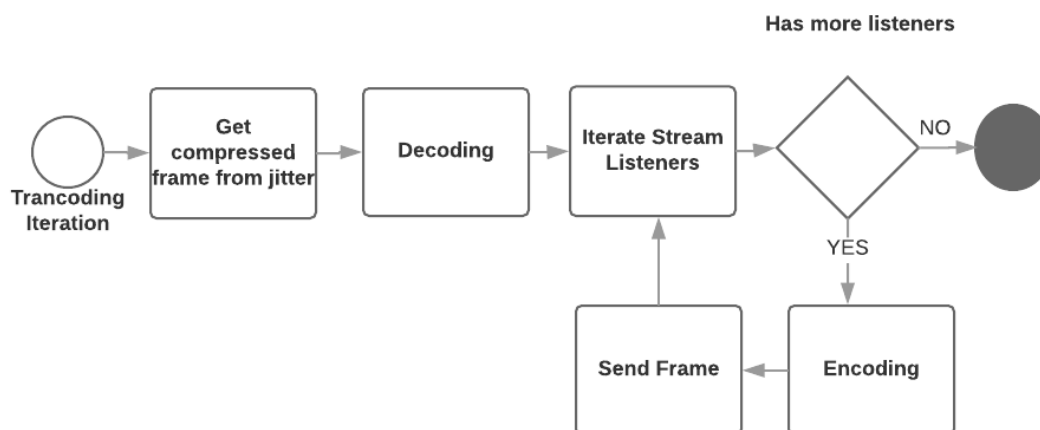 Has more listeners
Trancoding
Iteration
Get
compressed
frame from jitter
Decoding
Iterate Stream
Listeners
NO
YES
Send Frame
Encoding